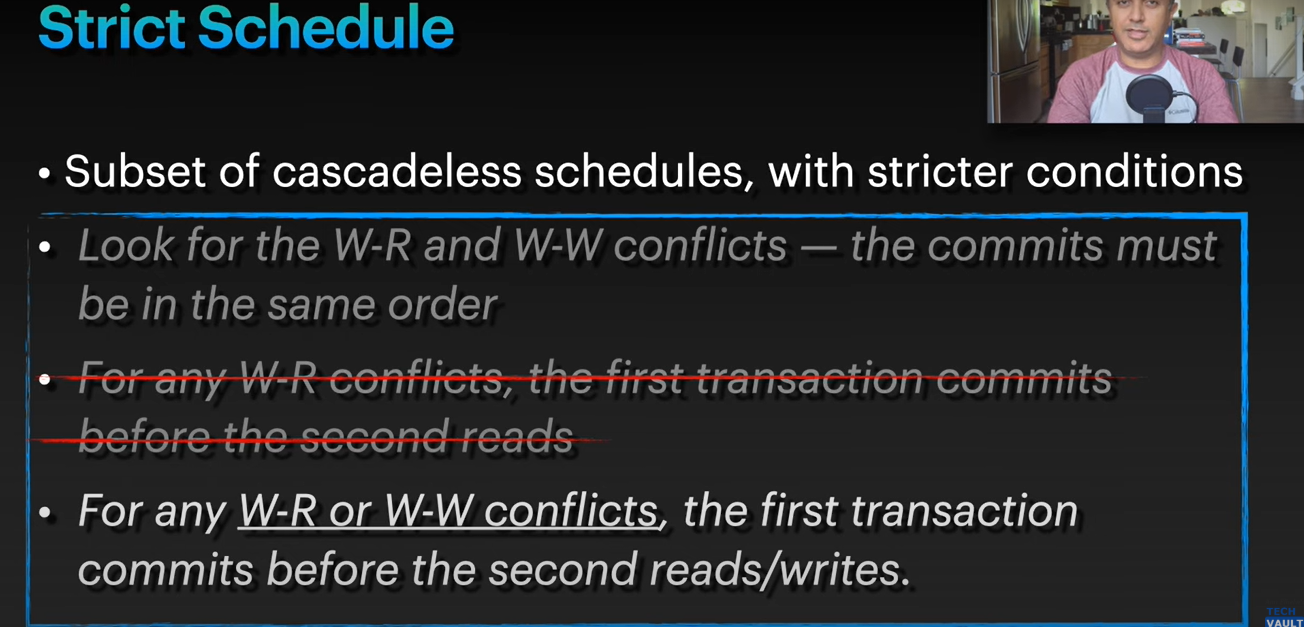 Strict Schedule
• Subset of cascadeless schedules, with stricter conditions
• Look for the W-R and W-W conflicts — the commits must
be in the same order
• For any W-R conflicts, the first transaction commits
before the second reads
• For any W-R or W-W conflicts, the first transaction
commits before the second reads/writes.
TECH
VAULT